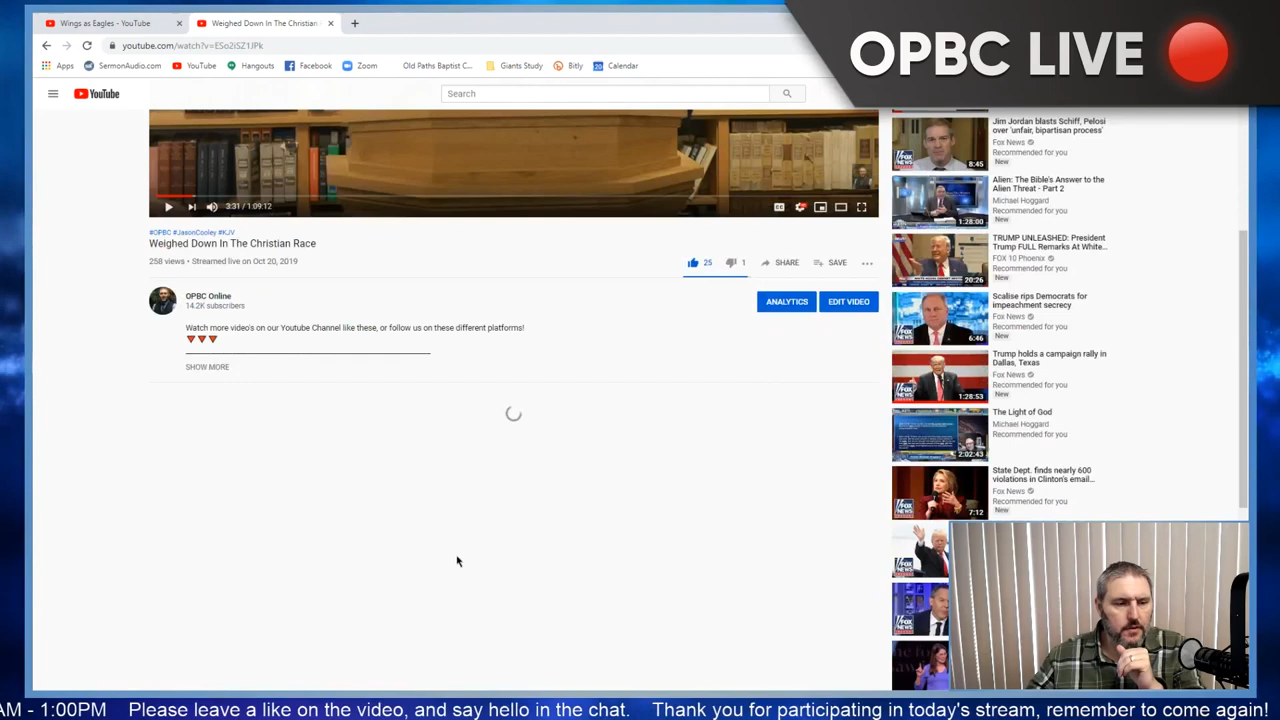 Wings as Eagles - YouTube
Weighed Down In The Christian
youtube.com/watch?v=ESo2iSZ1JPk
OPBC LIVE
Apps SermonAudio.com YouTube Hangouts Facebook Zoom Old Paths Baptist C... Giants Study Bitly Calendar
YouTube
Search
3:31 / 1:09:12
#OPBC #JasonCooley #KJV
Weighed Down In The Christian Race
258 views • Streamed live on Oct 20, 2019
25 1 SHARE SAVE
OPBC Online
14.2K subscribers
ANALYTICS EDIT VIDEO
Watch more video's on our Youtube Channel like these, or follow us on these different platforms!
SHOW MORE
Jim Jordan blasts Schiff, Pelosi
over 'unfair, bipartisan process'
Fox News
Recommended for you
New
8:45
Alien: The Bible's Answer to the
Alien Threat - Part 2
Michael Hoggard
Recommended for you
1:28:00
New
TRUMP UNLEASHED: President
Trump FULL Remarks At White...
FOX 10 Phoenix
Recommended for you
20:26
New
Scalise rips Democrats for
impeachment secrecy
Fox News
Recommended for you
6:46
New
Trump holds a campaign rally in
Dallas, Texas
Fox News
Recommended for you
1:28:53
New
The Light of God
Michael Hoggard
Recommended for you
2:02:43
State Dept. finds nearly 600
violations in Clinton's email...
Fox News
Recommended for you
7:12
New
AM - 1:00PM Please leave a like on the video, and say hello in the chat. Thank you for participating in today's stream, remember to come again!